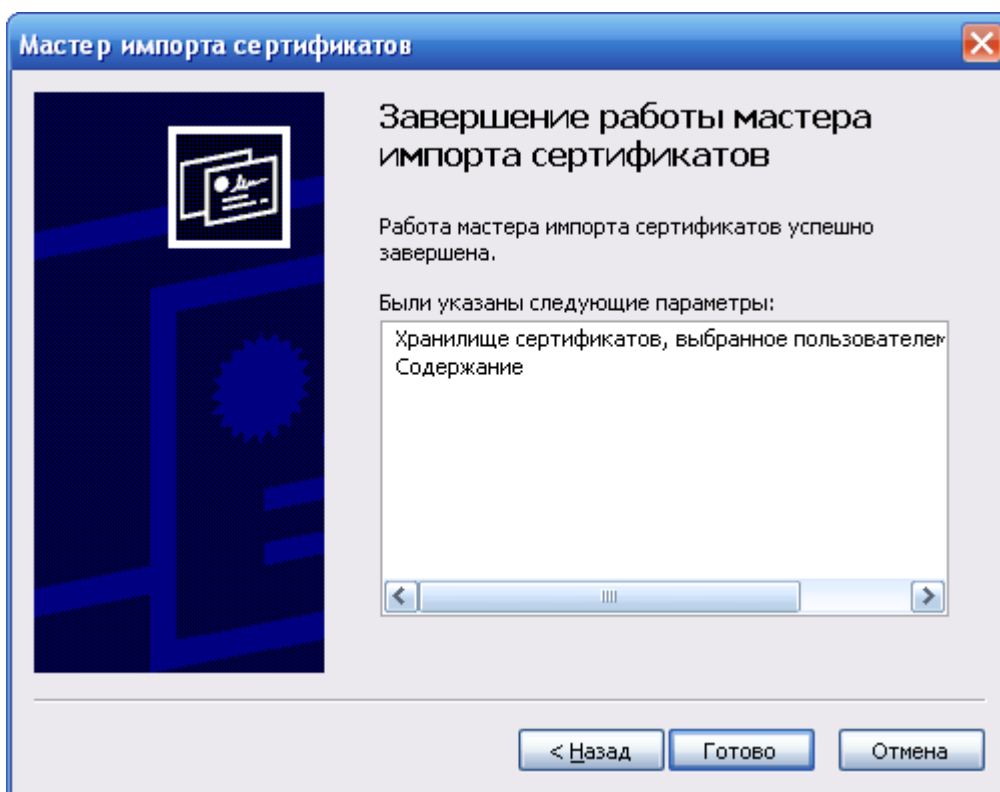 Мастер импорта сертификатов
Завершение работы мастера
импорта сертификатов
Работа мастера импорта сертификатов успешно
завершена.
Были указаны следующие параметры:
Хранилище сертификатов, выбранное пользователем
Содержание
< Назад
Готово
Отмена